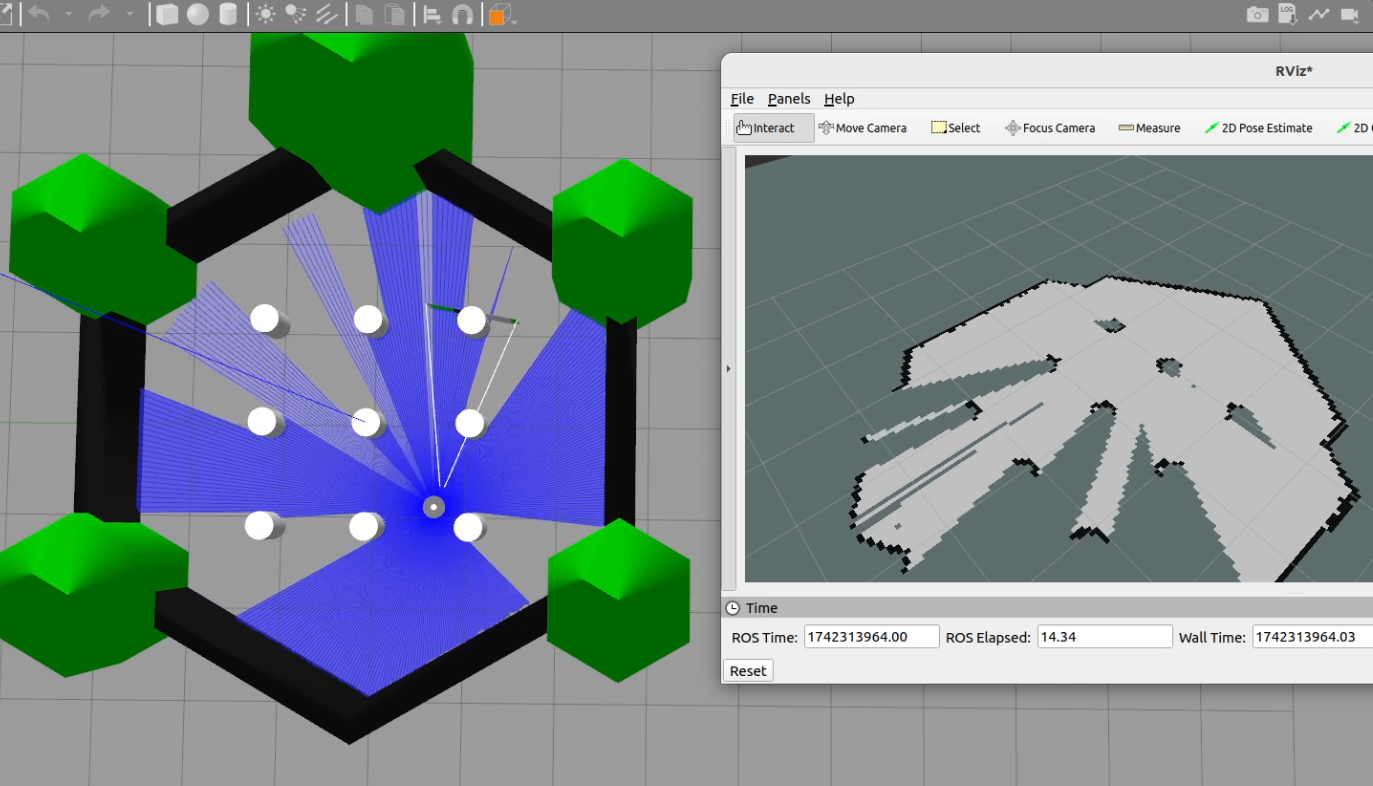 LOG
RViz*
File Panels Help
Interact Move Camera Select Focus Camera Measure 2D Pose Estimate 2D
Time
ROS Time: 1742313964.00 ROS Elapsed: 14.34 Wall Time: 1742313964.03
Reset